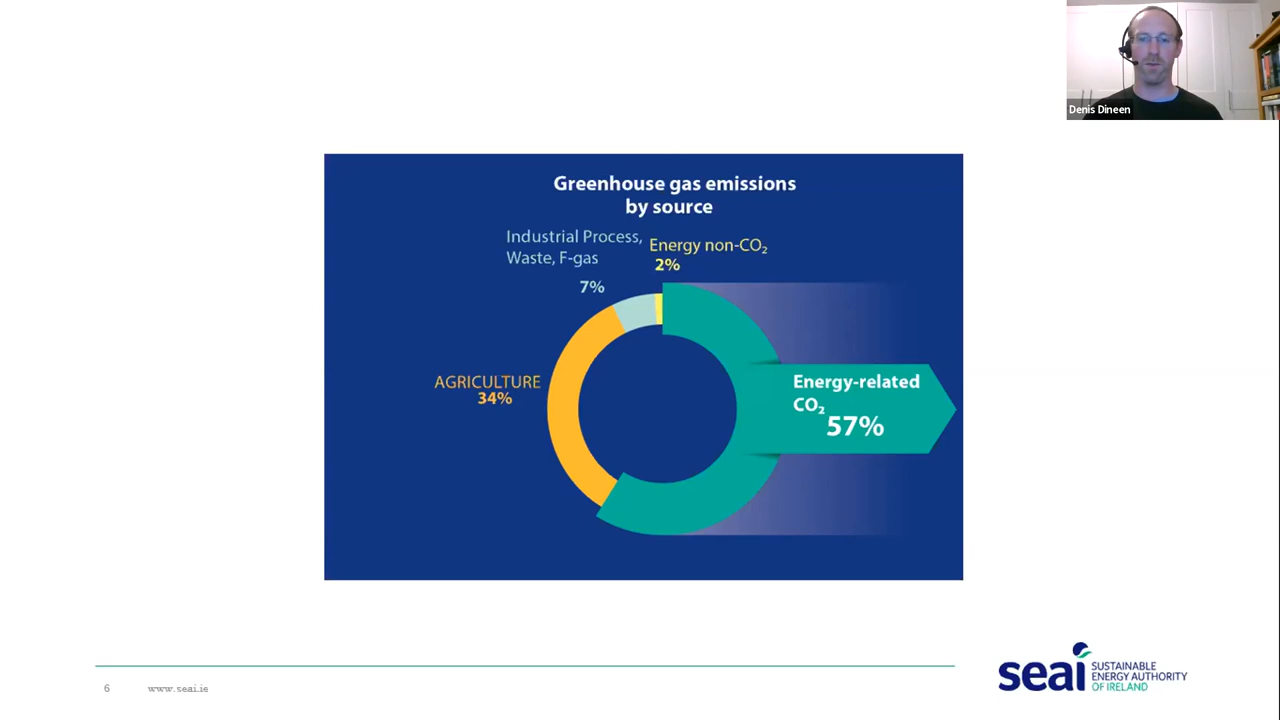 Denis Dineen
Greenhouse gas emissions
by source
Industrial Process,
Waste, F-gas
7%
Energy non-CO₂
2%
AGRICULTURE
34%
Energy-related
CO₂
57%
6
www.seai.ie
seai
SUSTAINABLE
ENERGY AUTHORITY
OF IRELAND